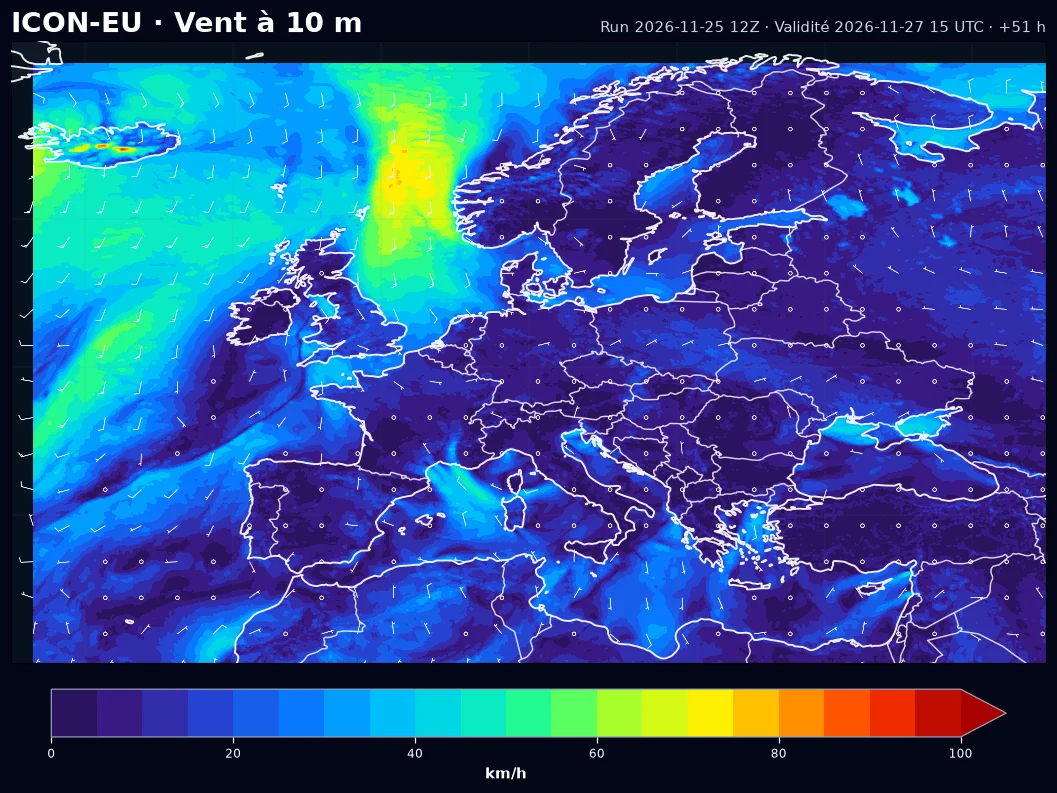 ICON-EU · Vent à 10 m
Run 2026-11-25 12Z · Validité 2026-11-27 15 UTC · +51 h
0 20 40 60 80 100
km/h